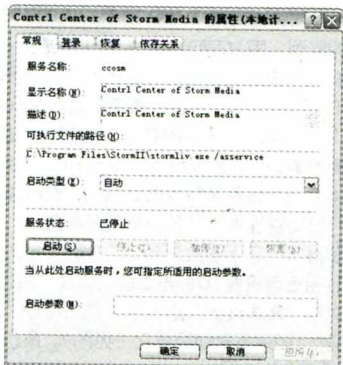 Contrl Center of Storm Media 的属性(本地计...
常规 登录 恢复 依存关系
服务名称: ccosm
显示名称(N): Contrl Center of Storm Media
描述(D): Contrl Center of Storm Media
可执行文件的路径(H):
C:\Program Files\StormII\stormliv.exe /asservice
启动类型(E): 自动
服务状态: 已停止
启动(S) 停止(T) 暂停(P) 恢复(R)
当从此处启动服务时，您可指定所适用的启动参数。
启动参数(M):
确定 取消 应用(A)